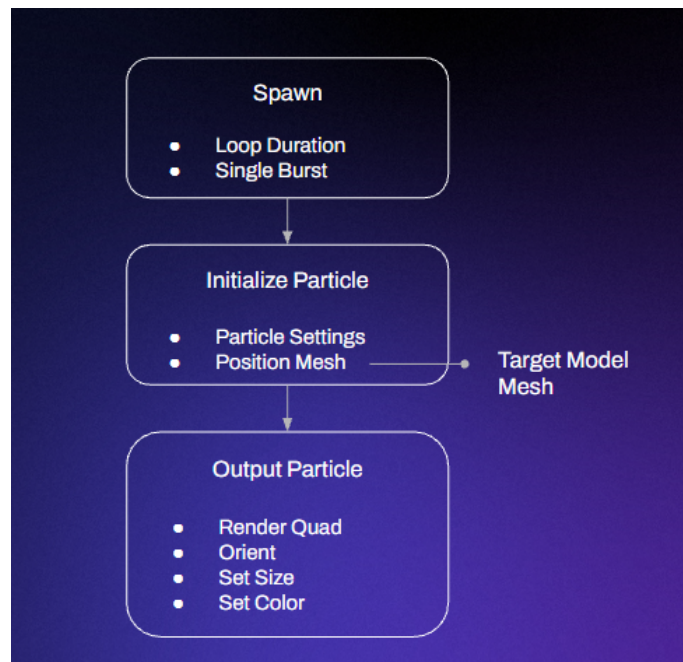 Spawn
● Loop Duration
● Single Burst
Initialize Particle
● Particle Settings
● Position Mesh
Target Model
Mesh
Output Particle
● Render Quad
● Orient
● Set Size
● Set Color